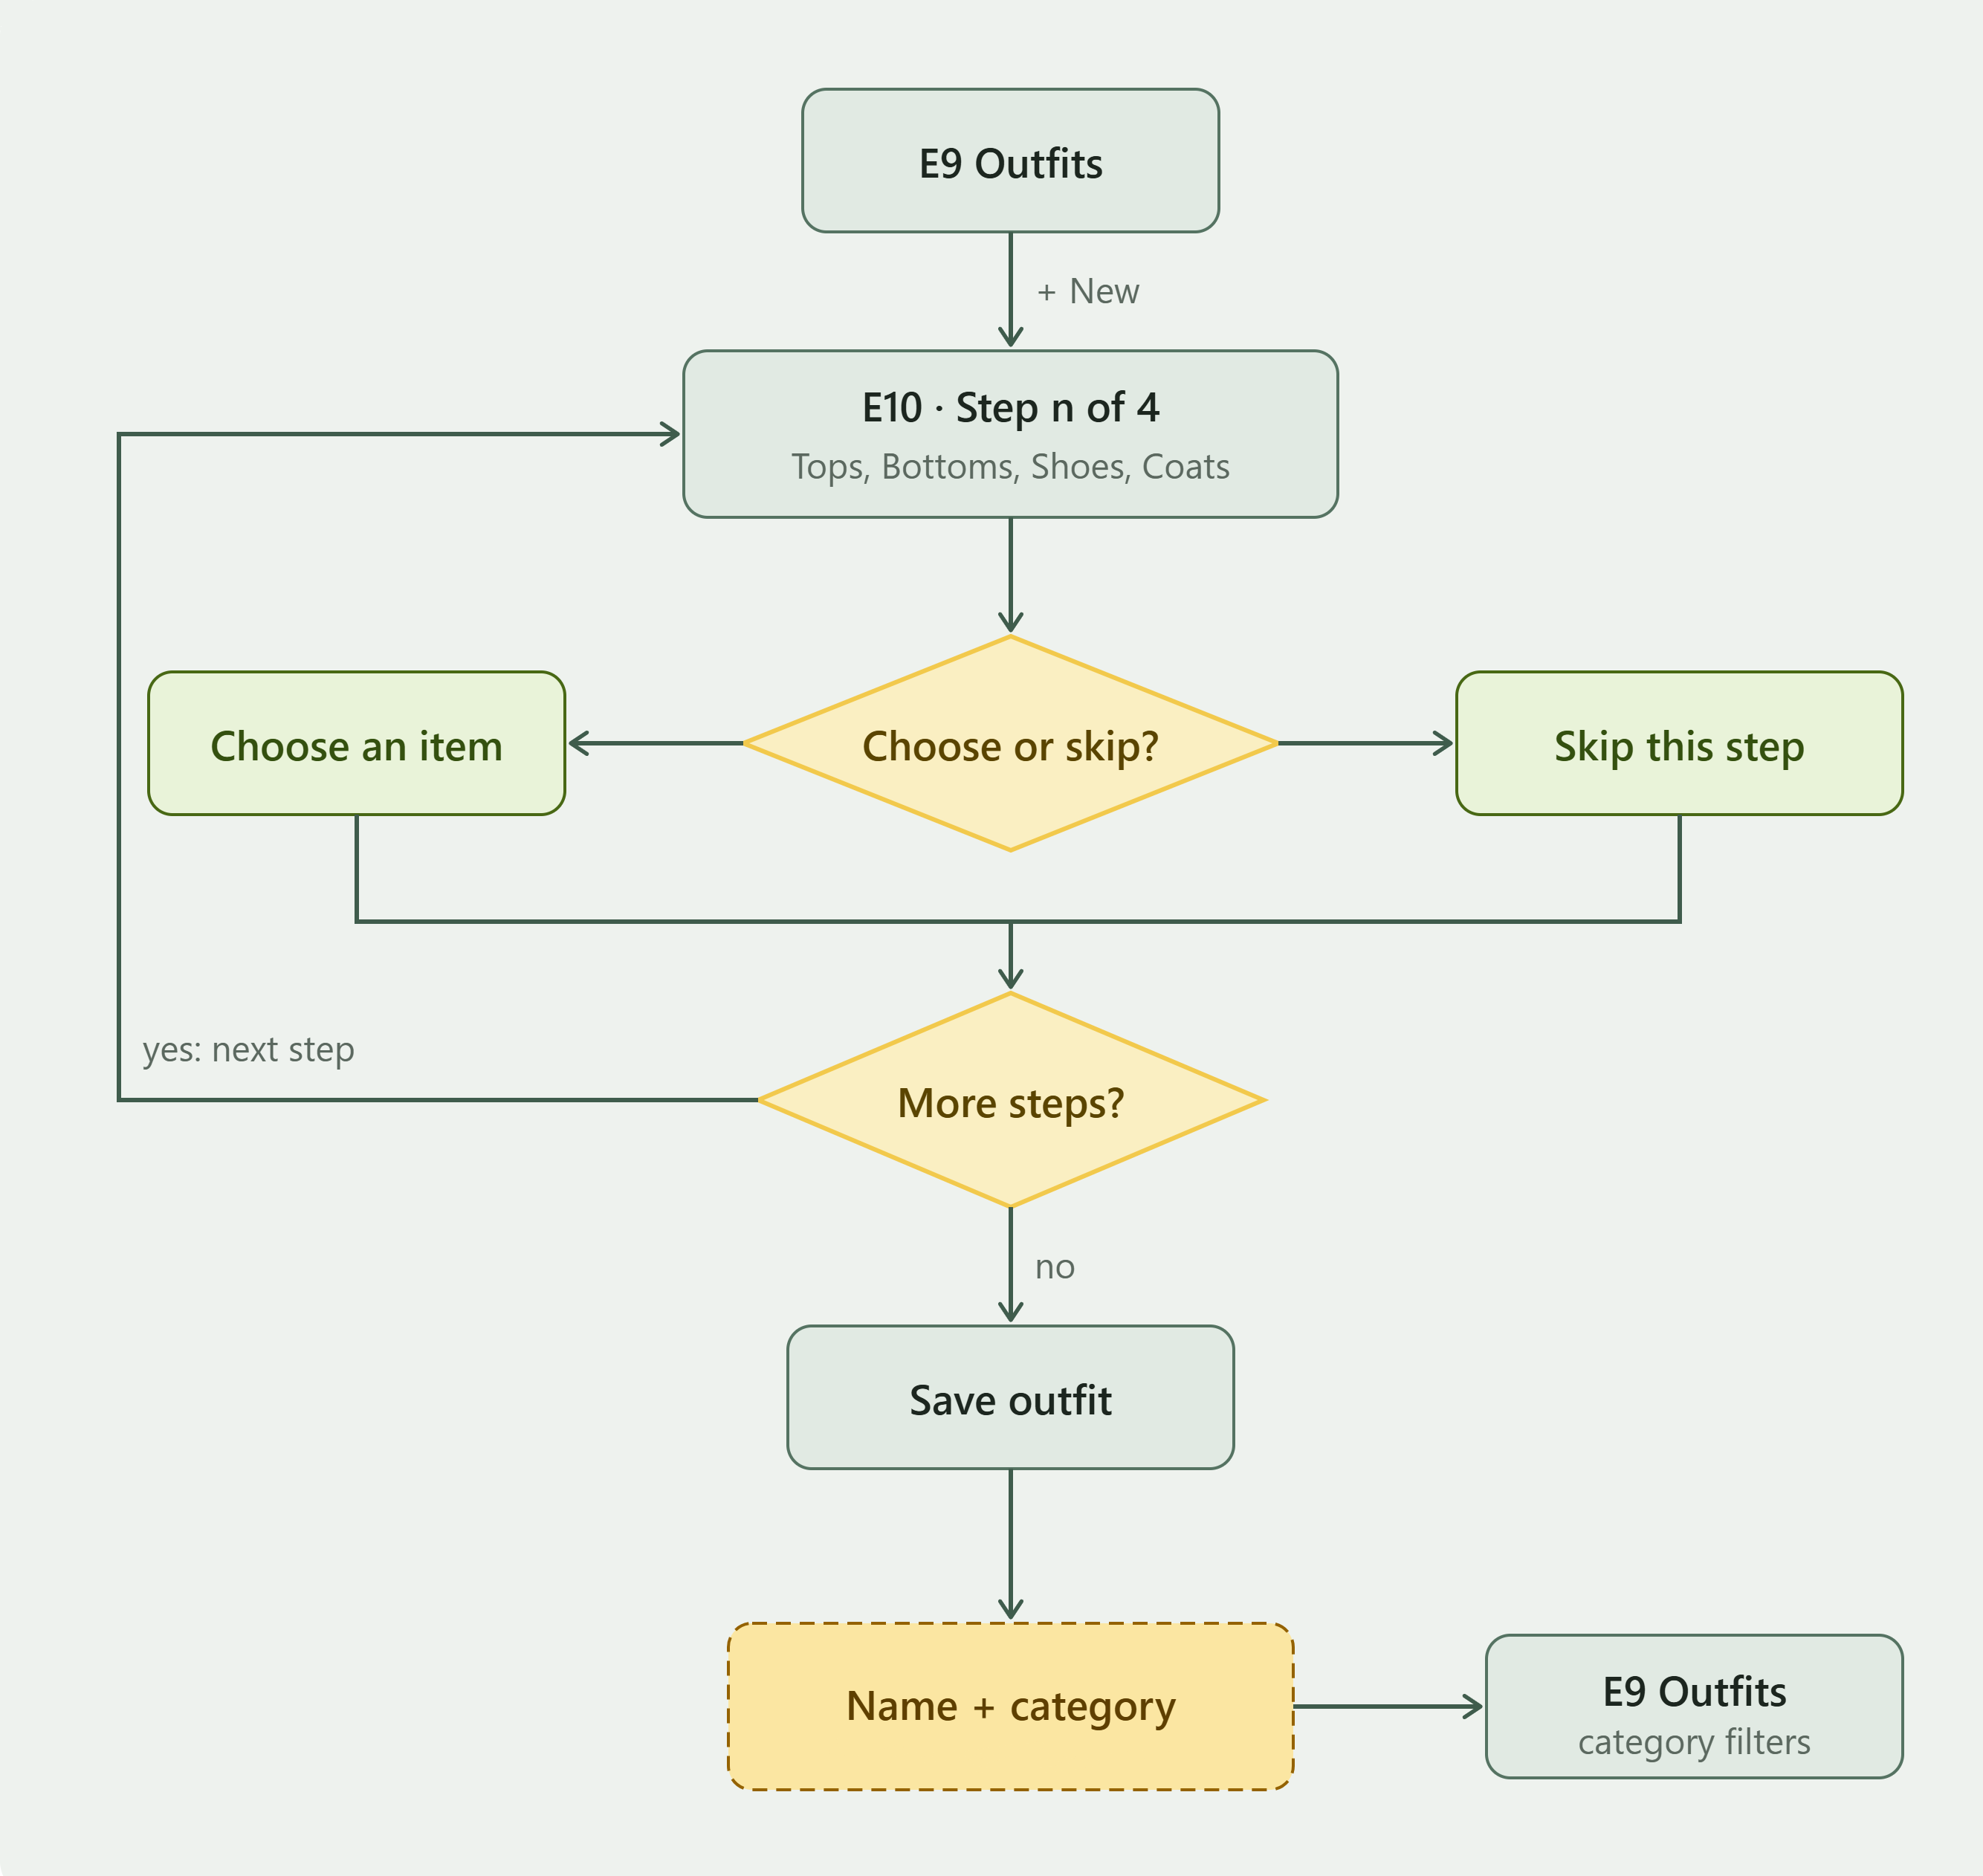 E9 Outfits
+ New
E10 · Step n of 4
Tops, Bottoms, Shoes, Coats
Choose an item
Choose or skip?
Skip this step
yes: next step
More steps?
no
Save outfit
Name + category
E9 Outfits
category filters